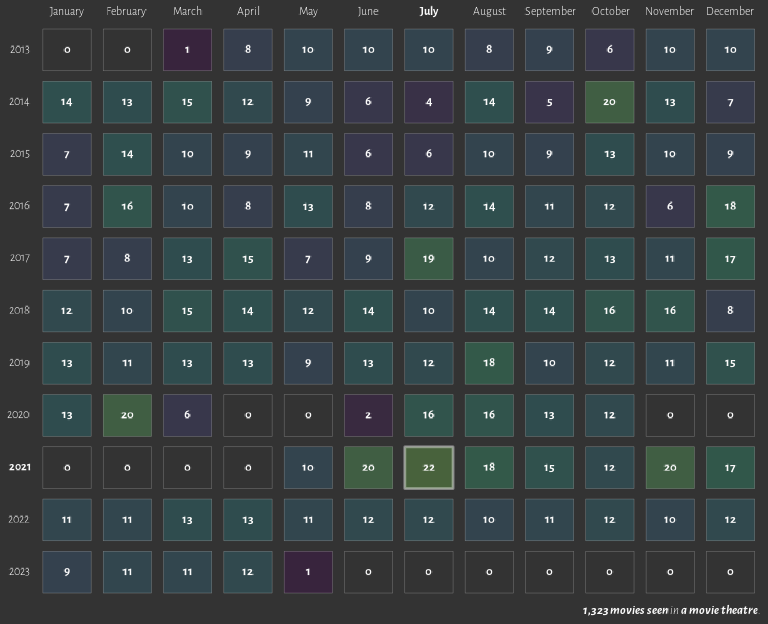 January February March April May June July August September October November December
2013 0 0 1 8 10 10 10 8 9 6 10 10
2014 14 13 15 12 9 6 4 14 5 20 13 7
2015 7 14 10 9 11 6 6 10 9 13 10 9
2016 7 16 10 8 13 8 12 14 11 12 6 18
2017 7 8 13 15 7 9 19 10 12 13 11 17
2018 12 10 15 14 12 14 10 14 14 16 16 8
2019 13 11 13 13 9 13 12 18 10 12 11 15
2020 13 20 6 0 0 2 16 16 13 12 0 0
2021 0 0 0 0 10 20 22 18 15 12 20 17
2022 11 11 13 13 11 12 12 10 11 12 10 12
2023 9 11 11 12 1 0 0 0 0 0 0 0
1,323 movies seen in a movie theatre.